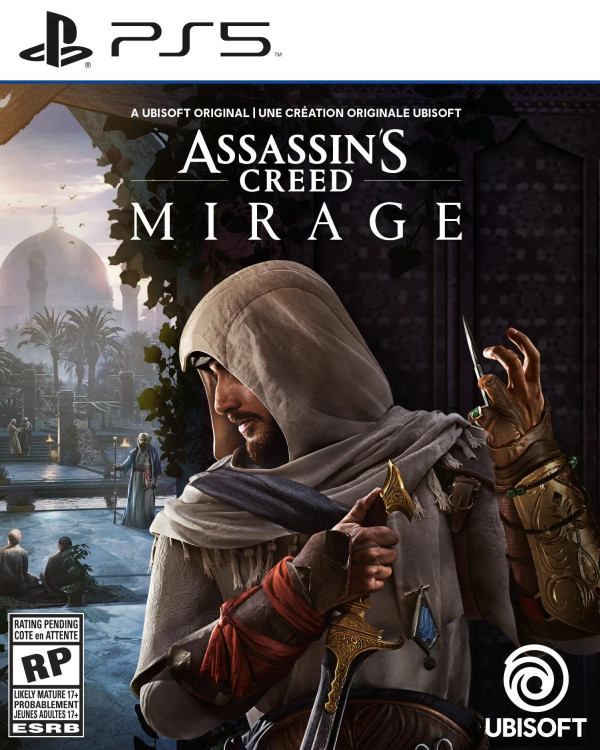 PS5
™
®
A UBISOFT ORIGINAL | UNE CRÉATION ORIGINALE UBISOFT
ASSASSIN'S
CREED
MIRAGE
RATING PENDING
COTE en ATTENTE
RP
LIKELY MATURE 17+
PROBABLEMENT
JEUNES ADULTES 17+
ESRB
UBISOFT